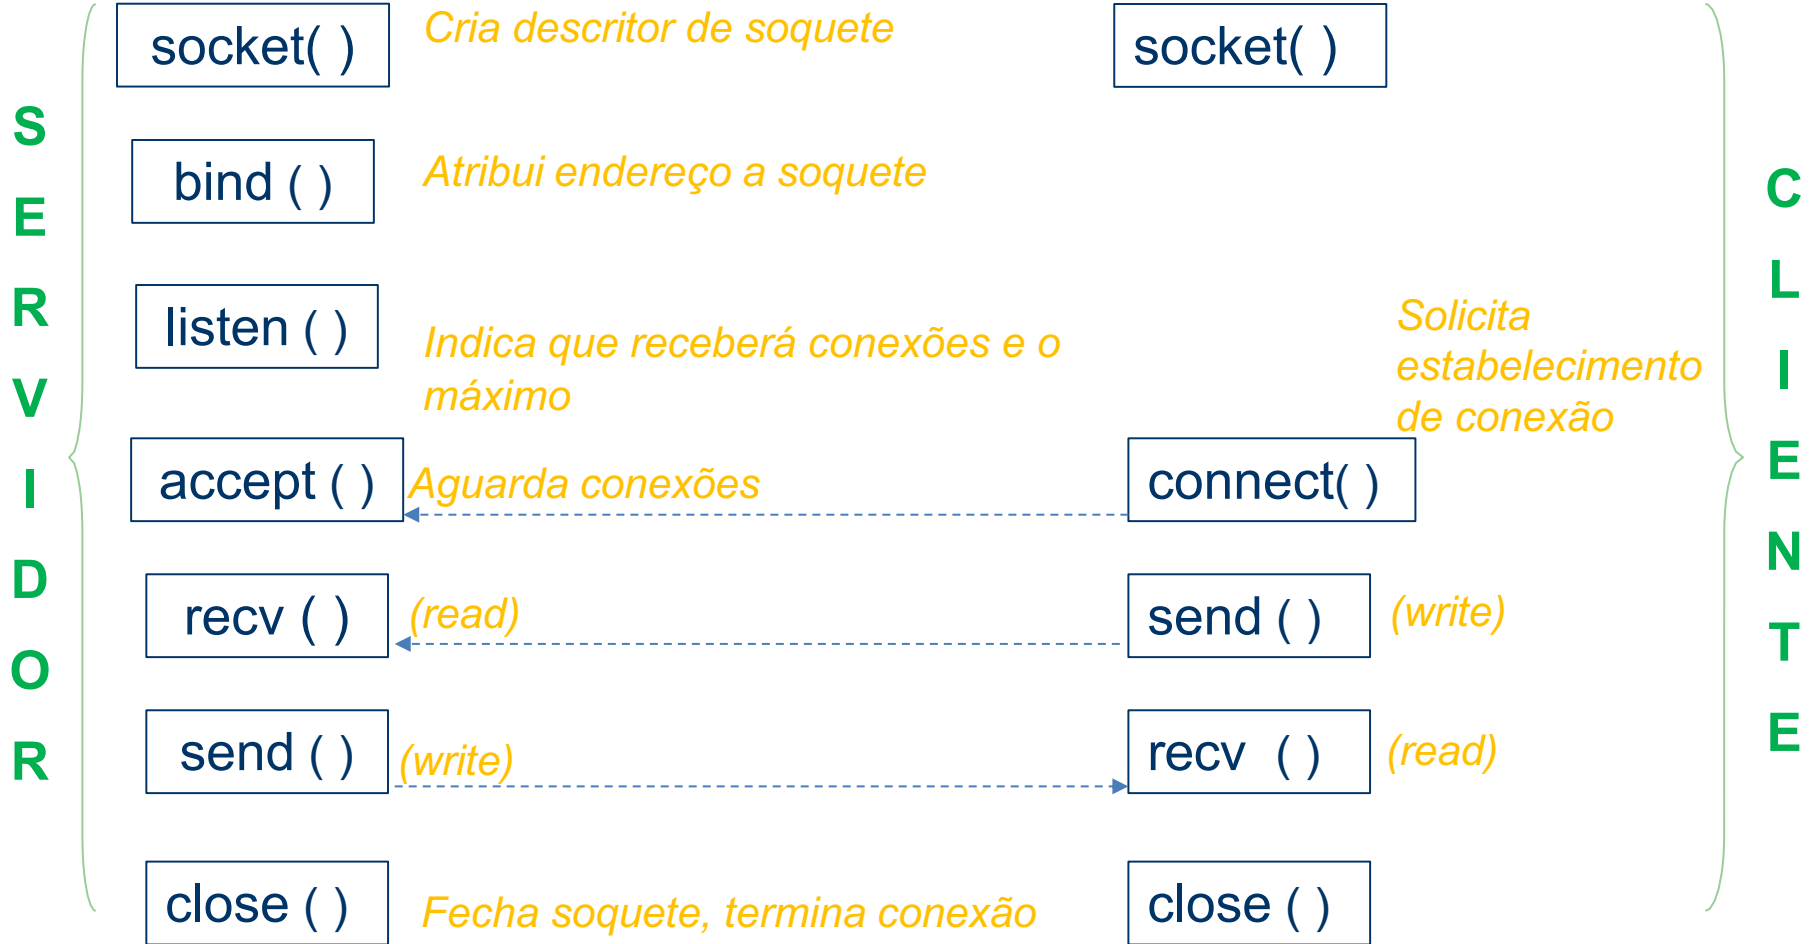 SERVIDOR
socket( )
Cria descritor de soquete
socket( )
bind ( )
Atribui endereço a soquete
listen ( )
Indica que receberá conexões e o
máximo
Solicita
estabelecimento
de conexão
accept ( )
Aguarda conexões
connect( )
recv ( )
(read)
send ( )
(write)
send ( )
(write)
recv ( )
(read)
close ( )
Fecha soquete, termina conexão
close ( )
CLIENTE